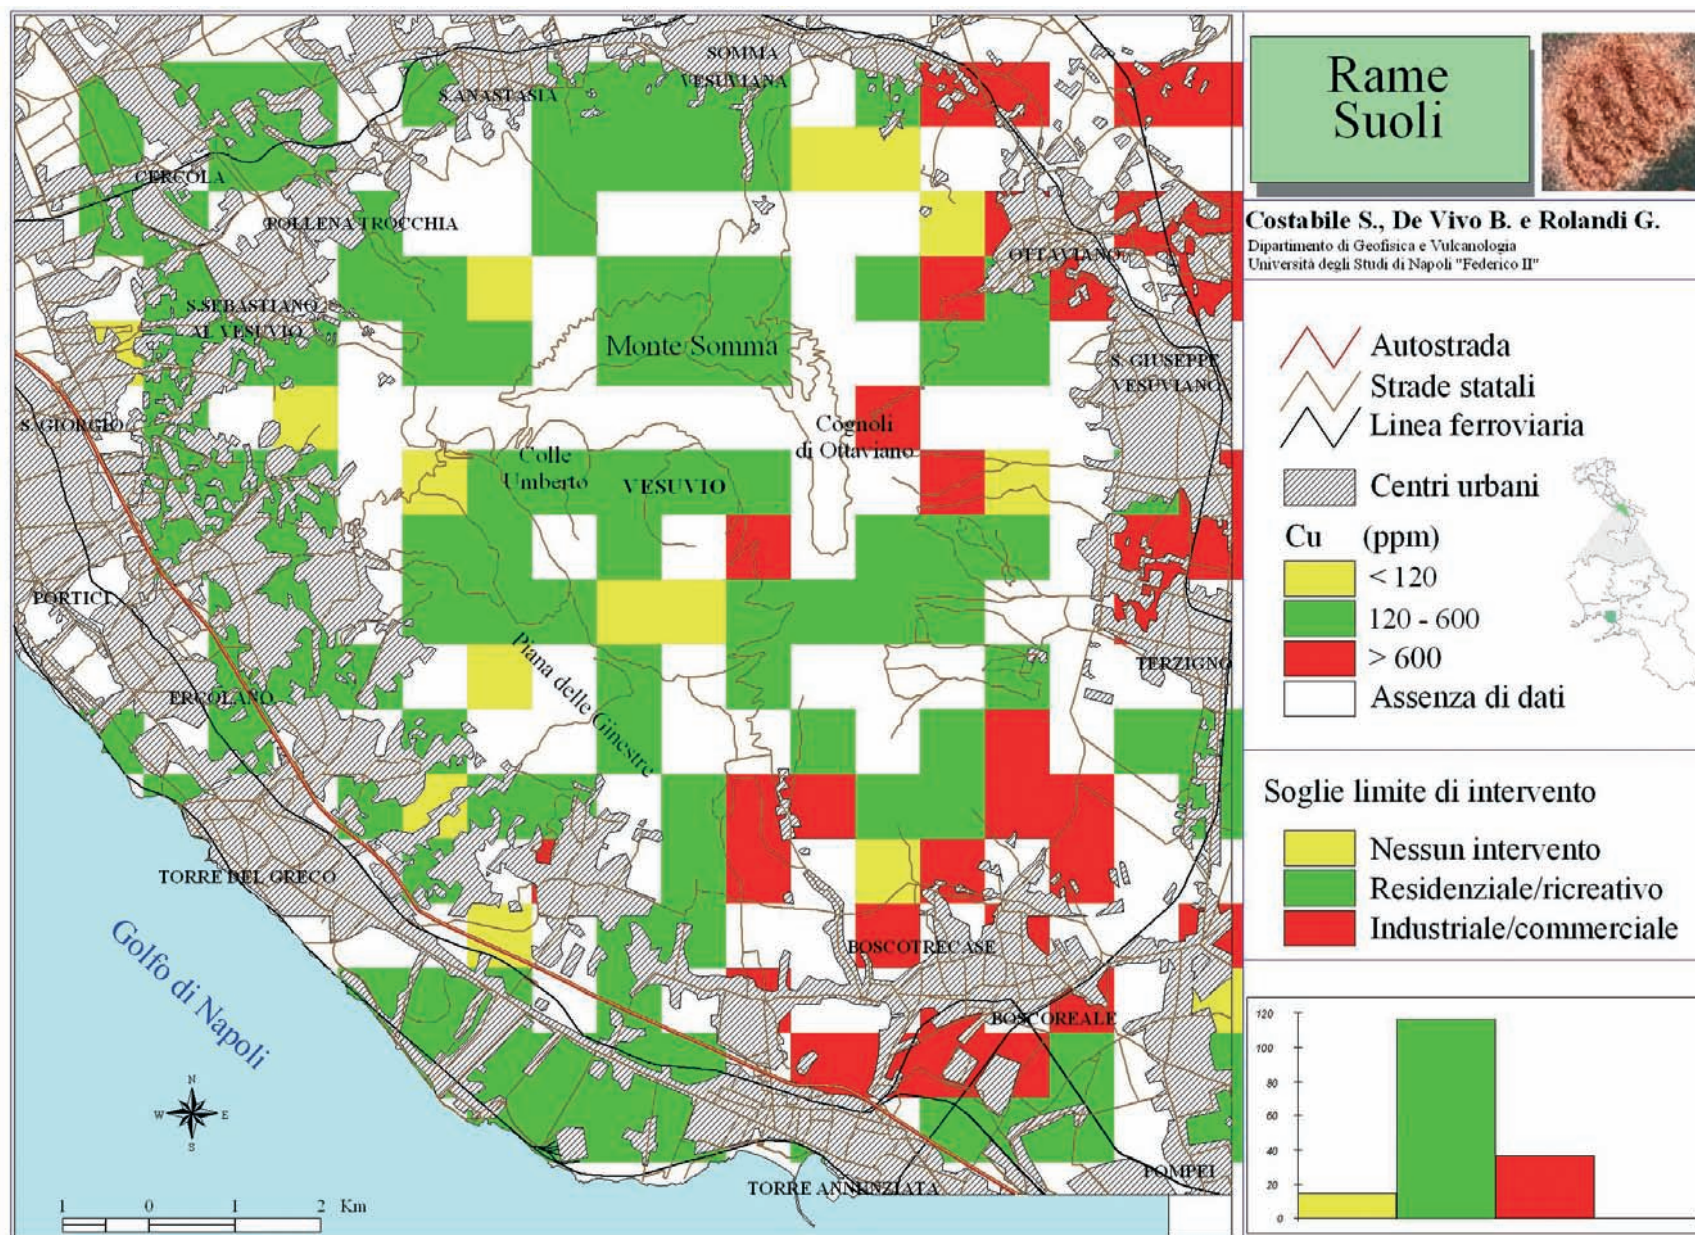 SOMMA
VESUVIANA
S.ANASTASIA
CERCOLA
POLLENA TROCCHIA
OTTAVIANO
S.SEBASTIANO
AL VESUVIO
Monte Somma
S. GIUSEPPE
VESUVIANO
S. GIORGIO
Cognoli
di Ottaviano
Colle
Umberto
VESUVIO
PORTICI
Piana delle Ginestre
TERZIGNO
ERCOLANO
TORRE DEL GRECO
BOSCOTRECASE
Golfo di Napoli
BOSCOREALE
N
W E
S
POMPEI
TORRE ANNUNZIATA
1 0 1 2 Km
Rame
Suoli
Costabile S., De Vivo B. e Rolandi G.
Dipartimento di Geofisica e Vulcanologia
Università degli Studi di Napoli "Federico II"
Autostrada
Strade statali
Linea ferroviaria
Centri urbani
Cu (ppm)
< 120
120 - 600
> 600
Assenza di dati
Soglie limite di intervento
Nessun intervento
Residenziale/ricreativo
Industriale/commerciale
120
100
80
60
40
20
0